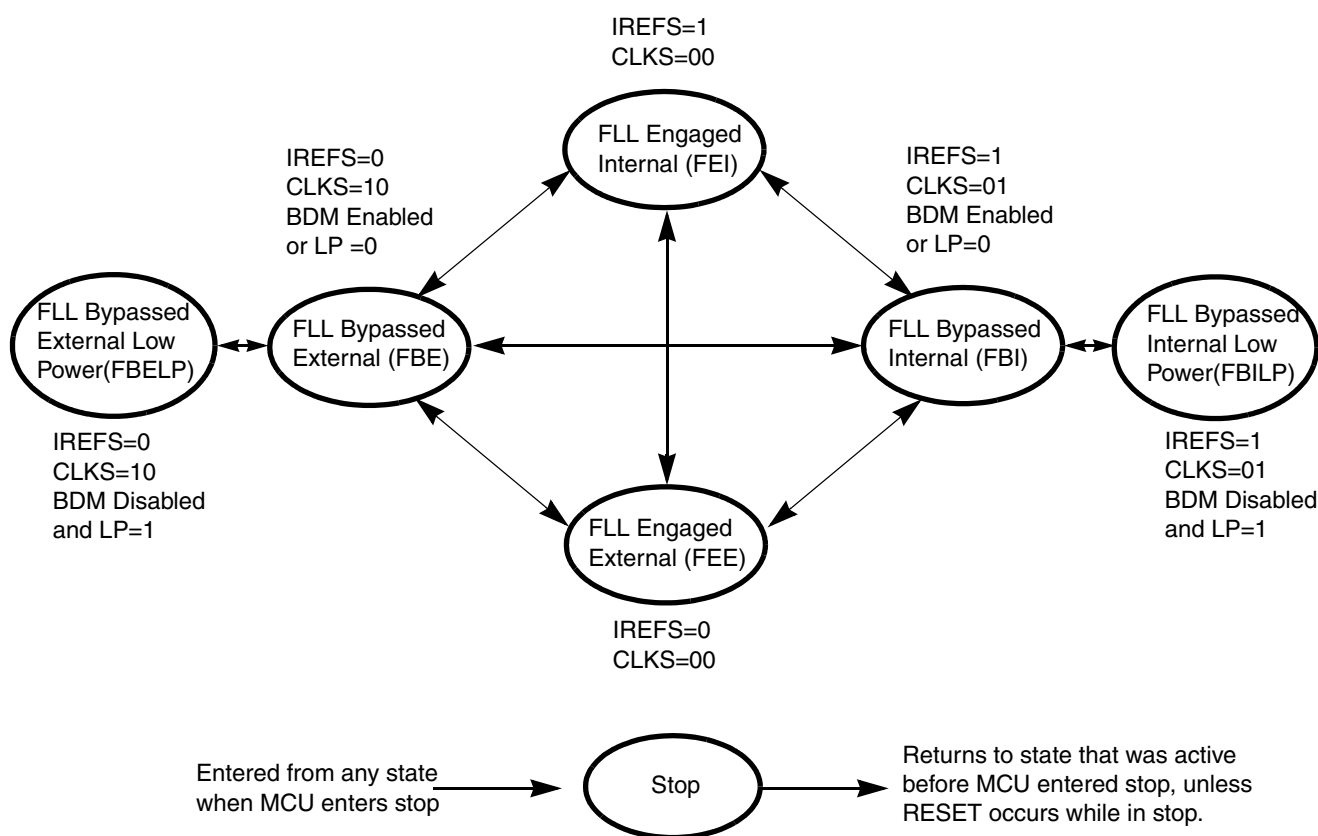 IREFS=1
CLKS=00
FLL Engaged
Internal (FEI)
IREFS=0
CLKS=10
BDM Enabled
or LP =0
IREFS=1
CLKS=01
BDM Enabled
or LP=0
FLL Bypassed
External Low
Power(FBELP)
FLL Bypassed
External (FBE)
FLL Bypassed
Internal (FBI)
FLL Bypassed
Internal Low
Power(FBILP)
IREFS=0
CLKS=10
BDM Disabled
and LP=1
IREFS=1
CLKS=01
BDM Disabled
and LP=1
FLL Engaged
External (FEE)
IREFS=0
CLKS=00
Entered from any state
when MCU enters stop
Stop
Returns to state that was active
before MCU entered stop, unless
RESET occurs while in stop.